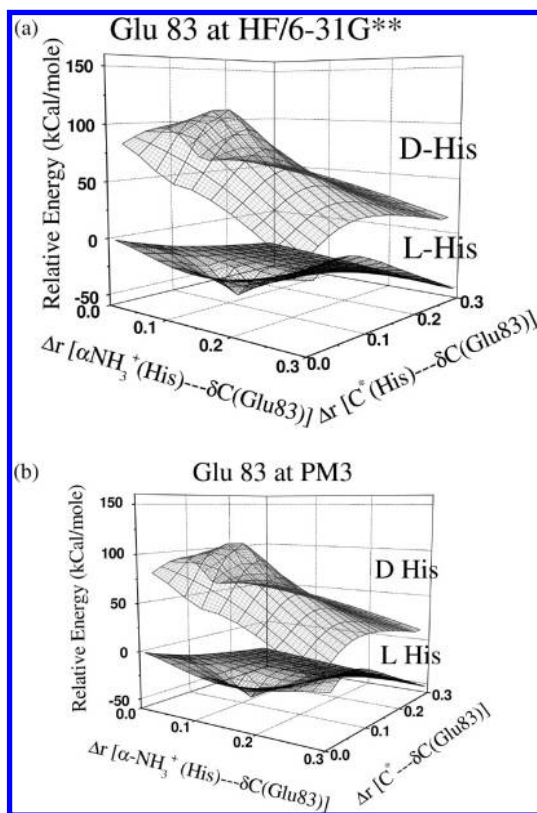 (a) Glu 83 at HF/6-31G**
150
100
50
0
-50
Relative Energy (kCal/mole)
D-His
L-His
0.0
0.1
0.2
0.3
0.0
0.1
0.2
0.3
Δr [αNH₃⁺(His)---δC(Glu83)]
Δr [C*(His)---δC(Glu83)]
(b) Glu 83 at PM3
150
100
50
0
-50
Relative Energy (kCal/mole)
D His
L His
0.0
0.1
0.2
0.3
0.0
0.1
0.2
0.3
Δr [α-NH₃⁺(His)---δC(Glu83)]
Δr [C*---δC(Glu83)]